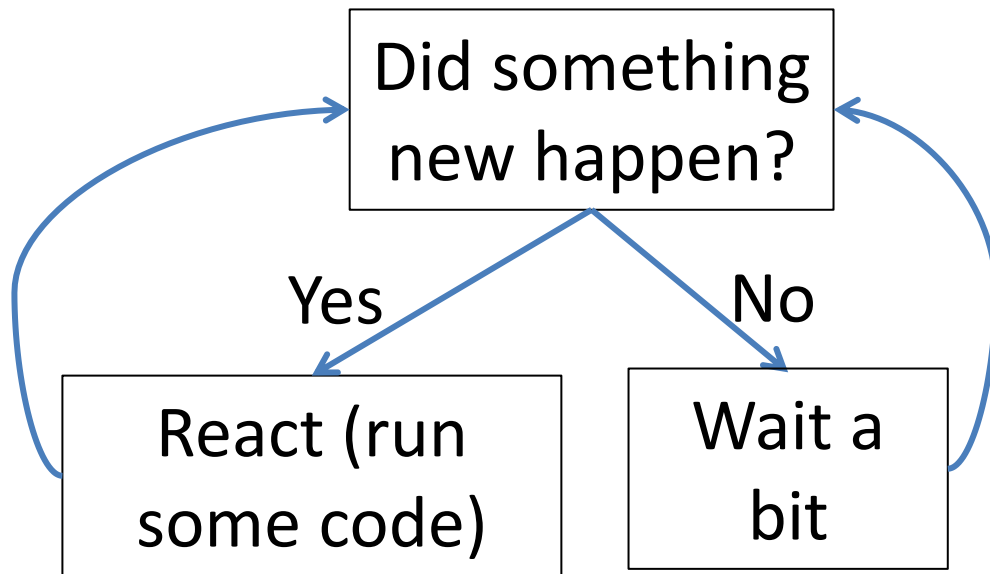 Did something
new happen?
Yes
No
React (run
some code)
Wait a
bit